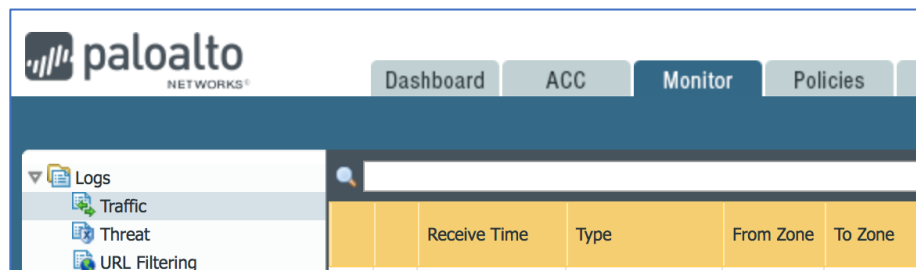 paloalto
NETWORKS®
Dashboard ACC Monitor Policies
Logs
Traffic
Threat
URL Filtering
Receive Time Type From Zone To Zone